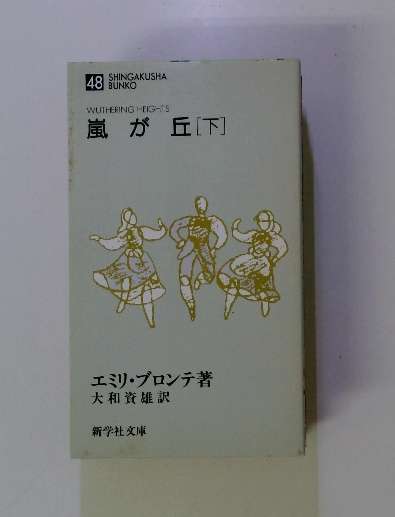 48 SHINGAKUSHA
BUNKO
WUTHERING HEIGHTS
嵐が丘[下]
エミリ・ブロンテ著
大和資雄訳
新学社文庫